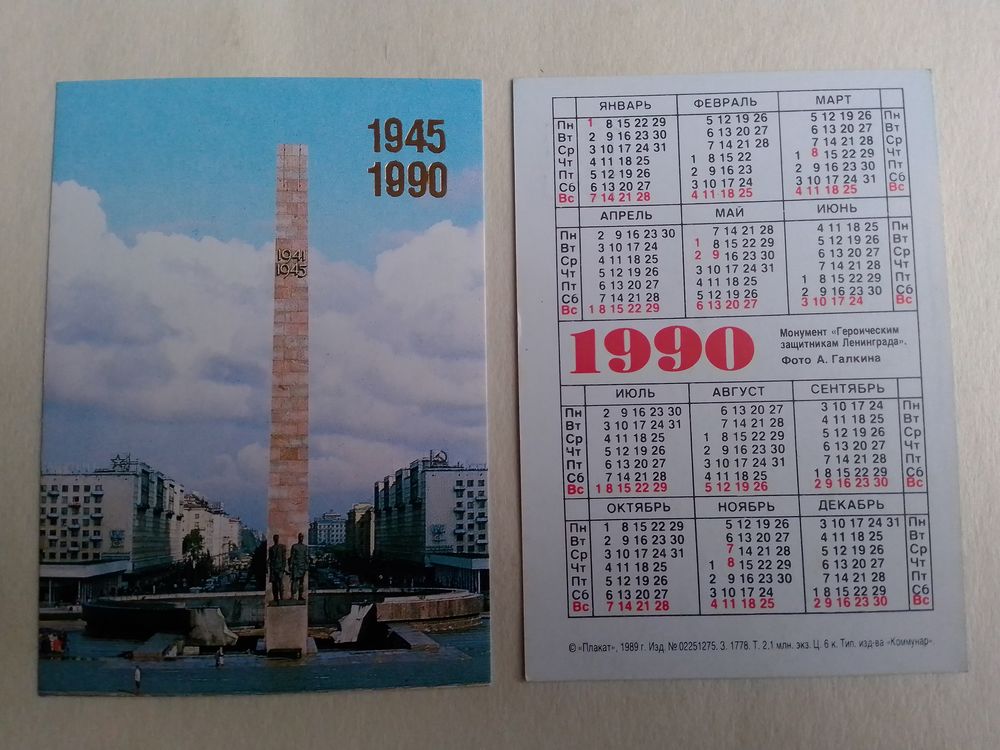 1945
1990
1941
1945
ЯНВАРЬ ФЕВРАЛЬ МАРТ
Пн 1 8 15 22 29 5 12 19 26 5 12 19 26 Пн
Вт 2 9 16 23 30 6 13 20 27 6 13 20 27 Вт
Ср 3 10 17 24 31 7 14 21 28 7 14 21 28 Ср
Чт 4 11 18 25 1 8 15 22 1 8 15 22 29 Чт
Пт 5 12 19 26 2 9 16 23 2 9 16 23 30 Пт
Сб 6 13 20 27 3 10 17 24 3 10 17 24 31 Сб
Вс 7 14 21 28 4 11 18 25 4 11 18 25 Вс
АПРЕЛЬ МАЙ ИЮНЬ
Пн 2 9 16 23 30 7 14 21 28 4 11 18 25 Пн
Вт 3 10 17 24 1 8 15 22 29 5 12 19 26 Вт
Ср 4 11 18 25 2 9 16 23 30 6 13 20 27 Ср
Чт 5 12 19 26 3 10 17 24 31 7 14 21 28 Чт
Пт 6 13 20 27 4 11 18 25 1 8 15 22 29 Пт
Сб 7 14 21 28 5 12 19 26 2 9 16 23 30 Сб
Вс 1 8 15 22 29 6 13 20 27 3 10 17 24 Вс
1990
Монумент «Героическим
защитникам Ленинграда».
Фото А. Галкина
ИЮЛЬ АВГУСТ СЕНТЯБРЬ
Пн 2 9 16 23 30 6 13 20 27 3 10 17 24 Пн
Вт 3 10 17 24 31 7 14 21 28 4 11 18 25 Вт
Ср 4 11 18 25 1 8 15 22 29 5 12 19 26 Ср
Чт 5 12 19 26 2 9 16 23 30 6 13 20 27 Чт
Пт 6 13 20 27 3 10 17 24 31 7 14 21 28 Пт
Сб 7 14 21 28 4 11 18 25 1 8 15 22 29 Сб
Вс 1 8 15 22 29 5 12 19 26 2 9 16 23 30 Вс
ОКТЯБРЬ НОЯБРЬ ДЕКАБРЬ
Пн 1 8 15 22 29 5 12 19 26 3 10 17 24 31 Пн
Вт 2 9 16 23 30 6 13 20 27 4 11 18 25 Вт
Ср 3 10 17 24 31 7 14 21 28 5 12 19 26 Ср
Чт 4 11 18 25 1 8 15 22 29 6 13 20 27 Чт
Пт 5 12 19 26 2 9 16 23 30 7 14 21 28 Пт
Сб 6 13 20 27 3 10 17 24 1 8 15 22 29 Сб
Вс 7 14 21 28 4 11 18 25 2 9 16 23 30 Вс
© «Плакат», 1989 г. Изд. № 02251275. З. 1778. Т. 2,1 млн. экз. Ц. 6 к. Тип. изд-ва «Коммунар».